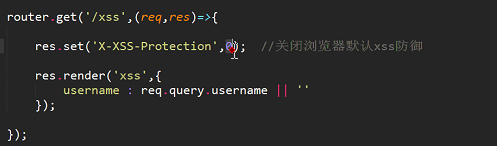 router.get('/xss',(req,res)=>{
res.set('X-XSS-Protection',0); //关闭浏览器默认xss防御
res.render('xss',{
username : req.query.username || ''
});
});